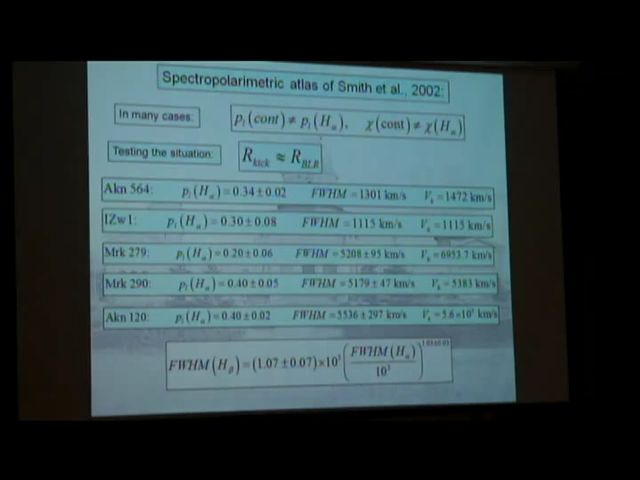 Spectropolarimetric atlas of Smith et al., 2002:
In many cases: p_l(cont) ≠ p_l(H_α), χ(cont) ≠ χ(H_α)
Testing the situation: R_kick ≈ R_BLR
Akn 564: p_l(H_α) = 0.34 ± 0.02 FWHM = 1301 km/s V_k = 1472 km/s
IZw1: p_l(H_α) = 0.30 ± 0.08 FWHM = 1115 km/s V_k = 1115 km/s
Mrk 279: p_l(H_α) = 0.20 ± 0.06 FWHM = 5208 ± 95 km/s V_k = 6953.7 km/s
Mrk 290: p_l(H_α) = 0.40 ± 0.05 FWHM = 5179 ± 47 km/s V_k = 5383 km/s
Akn 120: p_l(H_α) = 0.40 ± 0.02 FWHM = 5536 ± 297 km/s V_k = 5.6×10³ km/s
FWHM(H_β) = (1.07 ± 0.07)×10³ (FWHM(H_α) / 10³)^1.03±0.03